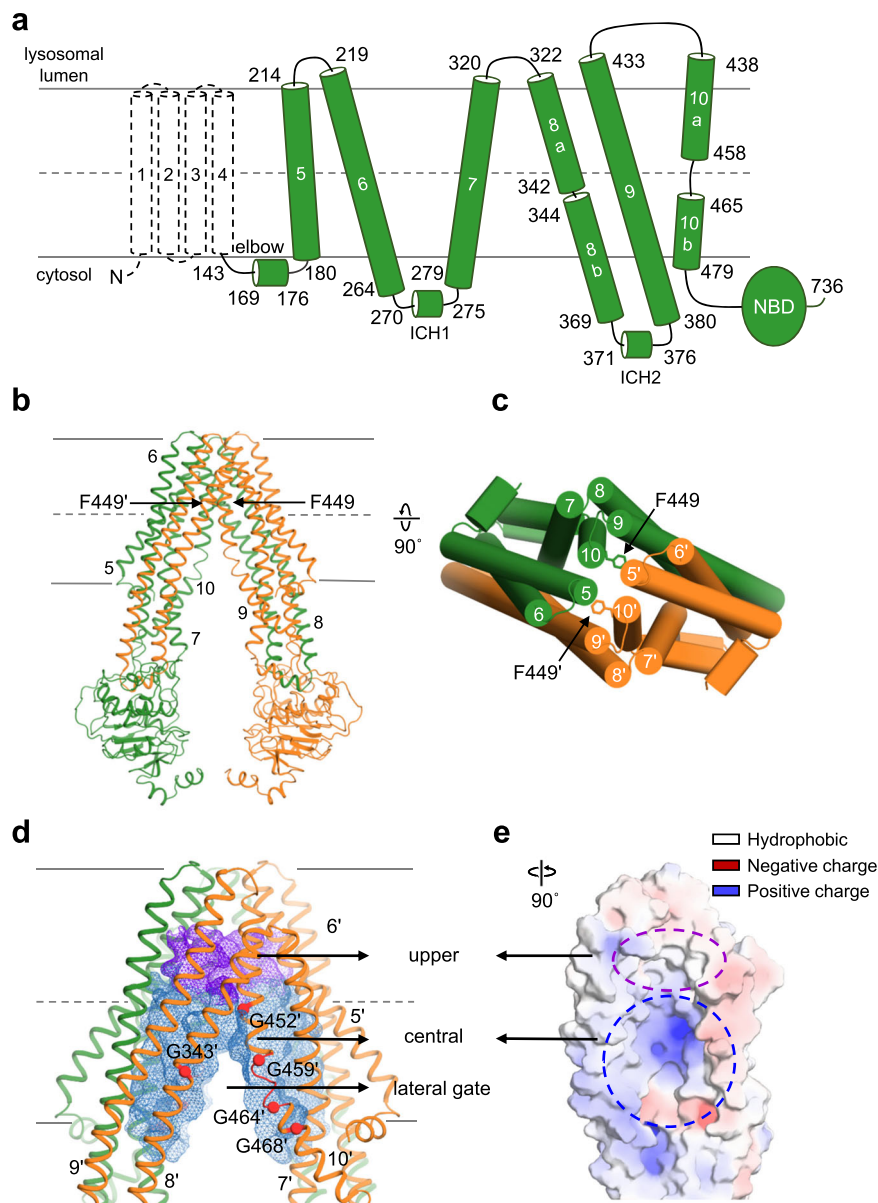 a
lysosomal
lumen
214
219
320
322
433
438
1
2
3
4
5
6
7
8
a
9
10
a
458
342
344
465
8
b
10
b
elbow
cytosol
N
143
169
176
180
264
270
279
275
ICH1
369
371
376
380
ICH2
479
NBD
736
b
6
F449'
F449
90°
5
10
7
9
8
c
F449
7
8
9
10
6'
5'
5
6
10'
9'
8'
7'
F449'
d
6'
upper
G452'
5'
central
G343'
G459'
lateral gate
G464'
G468'
9'
8'
7'
10'
e
90°
Hydrophobic
Negative charge
Positive charge